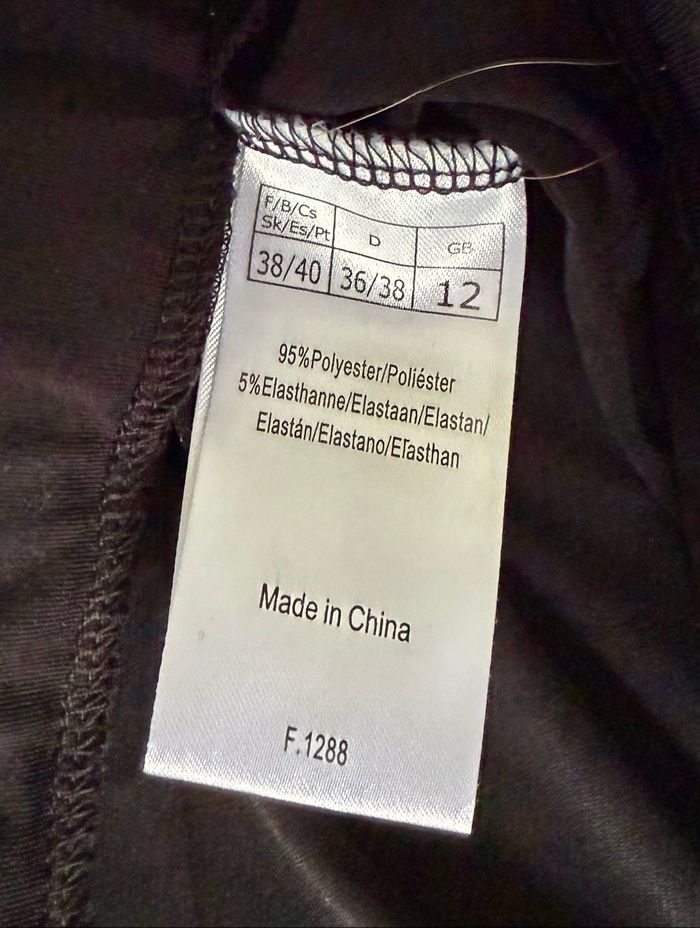 F/B/Cs
Sk/Es/Pt
D
GB
38/40
36/38
12
95%Polyester/Poliéster
5%Elasthanne/Elastaan/Elastan/
Elastán/Elastano/Eľasthan
Made in China
F.1288